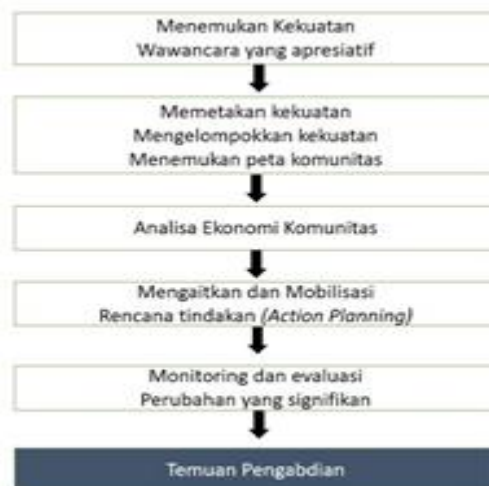 Menemukan Kekuatan
Wawancara yang apresiatif
Memetakan kekuatan
Mengelompokkan kekuatan
Menemukan peta komunitas
Analisa Ekonomi Komunitas
Mengaitkan dan Mobilisasi
Rencana tindakan (Action Planning)
Monitoring dan evaluasi
Perubahan yang signifikan
Temuan Pengabdian